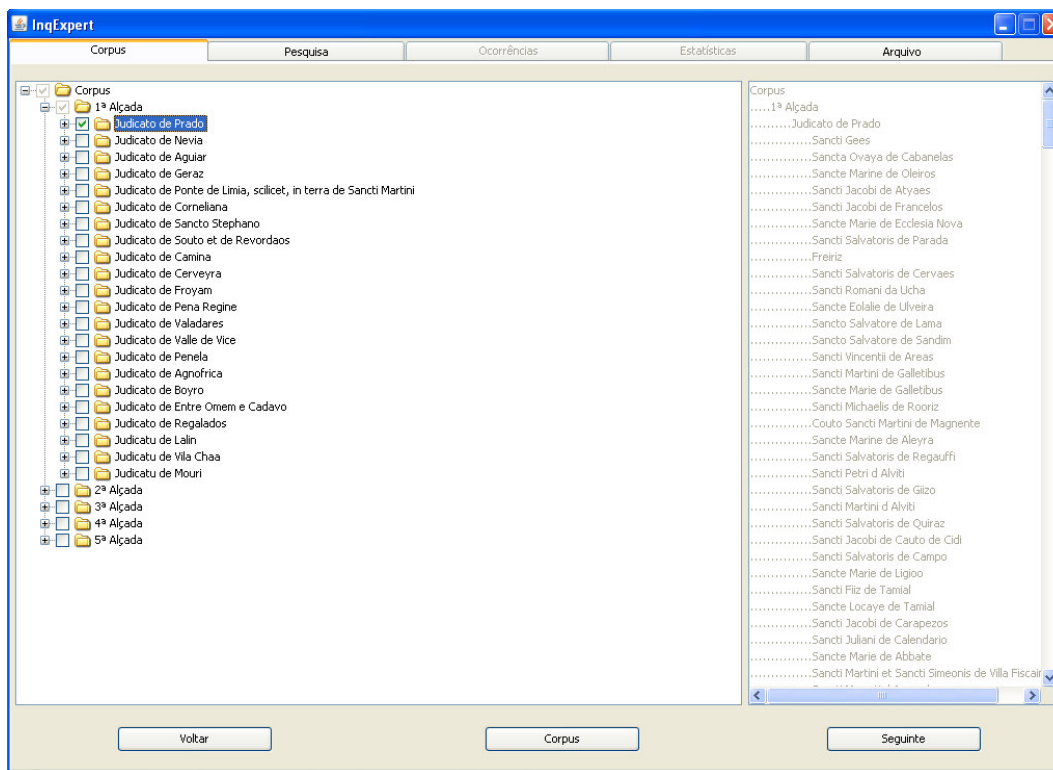 InqExpert
Corpus
Pesquisa
Ocorrências
Estatísticas
Arquivo
Corpus
1ª Alçada
Judicato de Prado
Judicato de Nevia
Judicato de Aguiar
Judicato de Geraz
Judicato de Ponte de Limia, scilicet, in terra de Sancti Martini
Judicato de Corneliana
Judicato de Sancto Stephano
Judicato de Souto et de Revordaos
Judicato de Camina
Judicato de Cerveyra
Judicato de Froyam
Judicato de Pena Regine
Judicato de Valadares
Judicato de Valle de Vice
Judicato de Penela
Judicato de Agnofrica
Judicato de Boyro
Judicato de Entre Omem e Cadavo
Judicato de Regalados
Judicatu de Lalin
Judicatu de Vila Chaa
Judicatu de Mouri
2ª Alçada
3ª Alçada
4ª Alçada
5ª Alçada
Corpus
.....1ª Alçada
..........Judicato de Prado
...............Sancti Gees
...............Sancta Ovaya de Cabanelas
...............Sancte Marine de Oleiros
...............Sancti Jacobi de Atyaes
...............Sancti Jacobi de Francelos
...............Sancte Marie de Ecclesia Nova
...............Sancti Salvatoris de Parada
...............Freiriz
...............Sancti Salvatoris de Cervaes
...............Sancti Romani da Ucha
...............Sancte Eolalie de Ulveira
...............Sancto Salvatore de Lama
...............Sancto Salvatore de Sandim
...............Sancti Vincentii de Areas
...............Sancti Martini de Galletibus
...............Sancte Marie de Galletibus
...............Sancti Michaelis de Rooriz
...............Couto Sancti Martini de Magnente
...............Sancte Marine de Aleyra
...............Sancti Salvatoris de Regauffi
...............Sancti Petri d Alviti
...............Sancti Salvatoris de Giizo
...............Sancti Martini d Alviti
...............Sancti Salvatoris de Quiraz
...............Sancti Jacobi de Cauto de Cidi
...............Sancti Salvatoris de Campo
...............Sancte Marie de Ligioo
...............Sancti Fiiz de Tamial
...............Sancte Locaye de Tamial
...............Sancti Jacobi de Carapezos
...............Sancti Juliani de Calendario
...............Sancte Marie de Abbate
...............Sancti Martini et Sancti Simeonis de Villa Fiscair
Voltar
Corpus
Seguinte